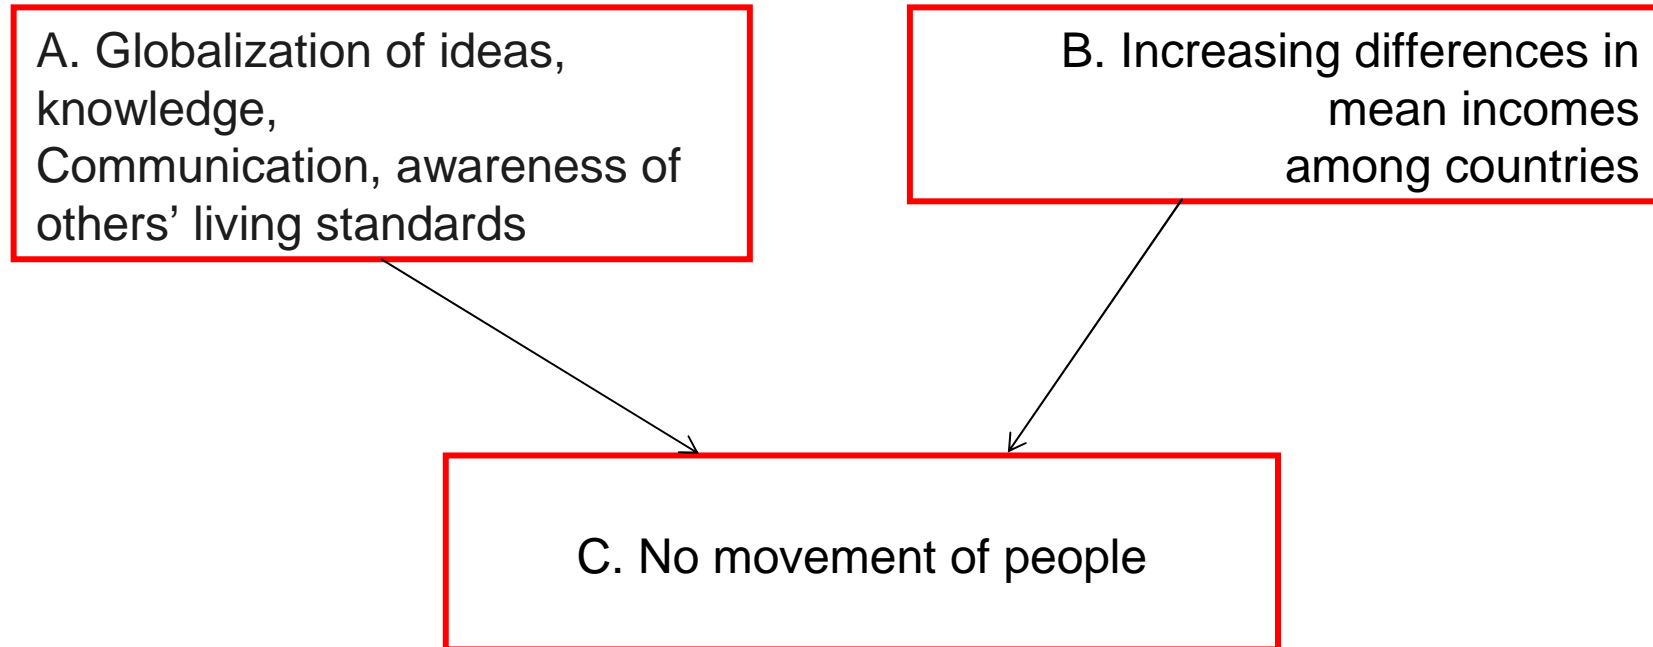 A. Globalization of ideas,
knowledge,
Communication, awareness of
others’ living standards
B. Increasing differences in
mean incomes
among countries
C. No movement of people